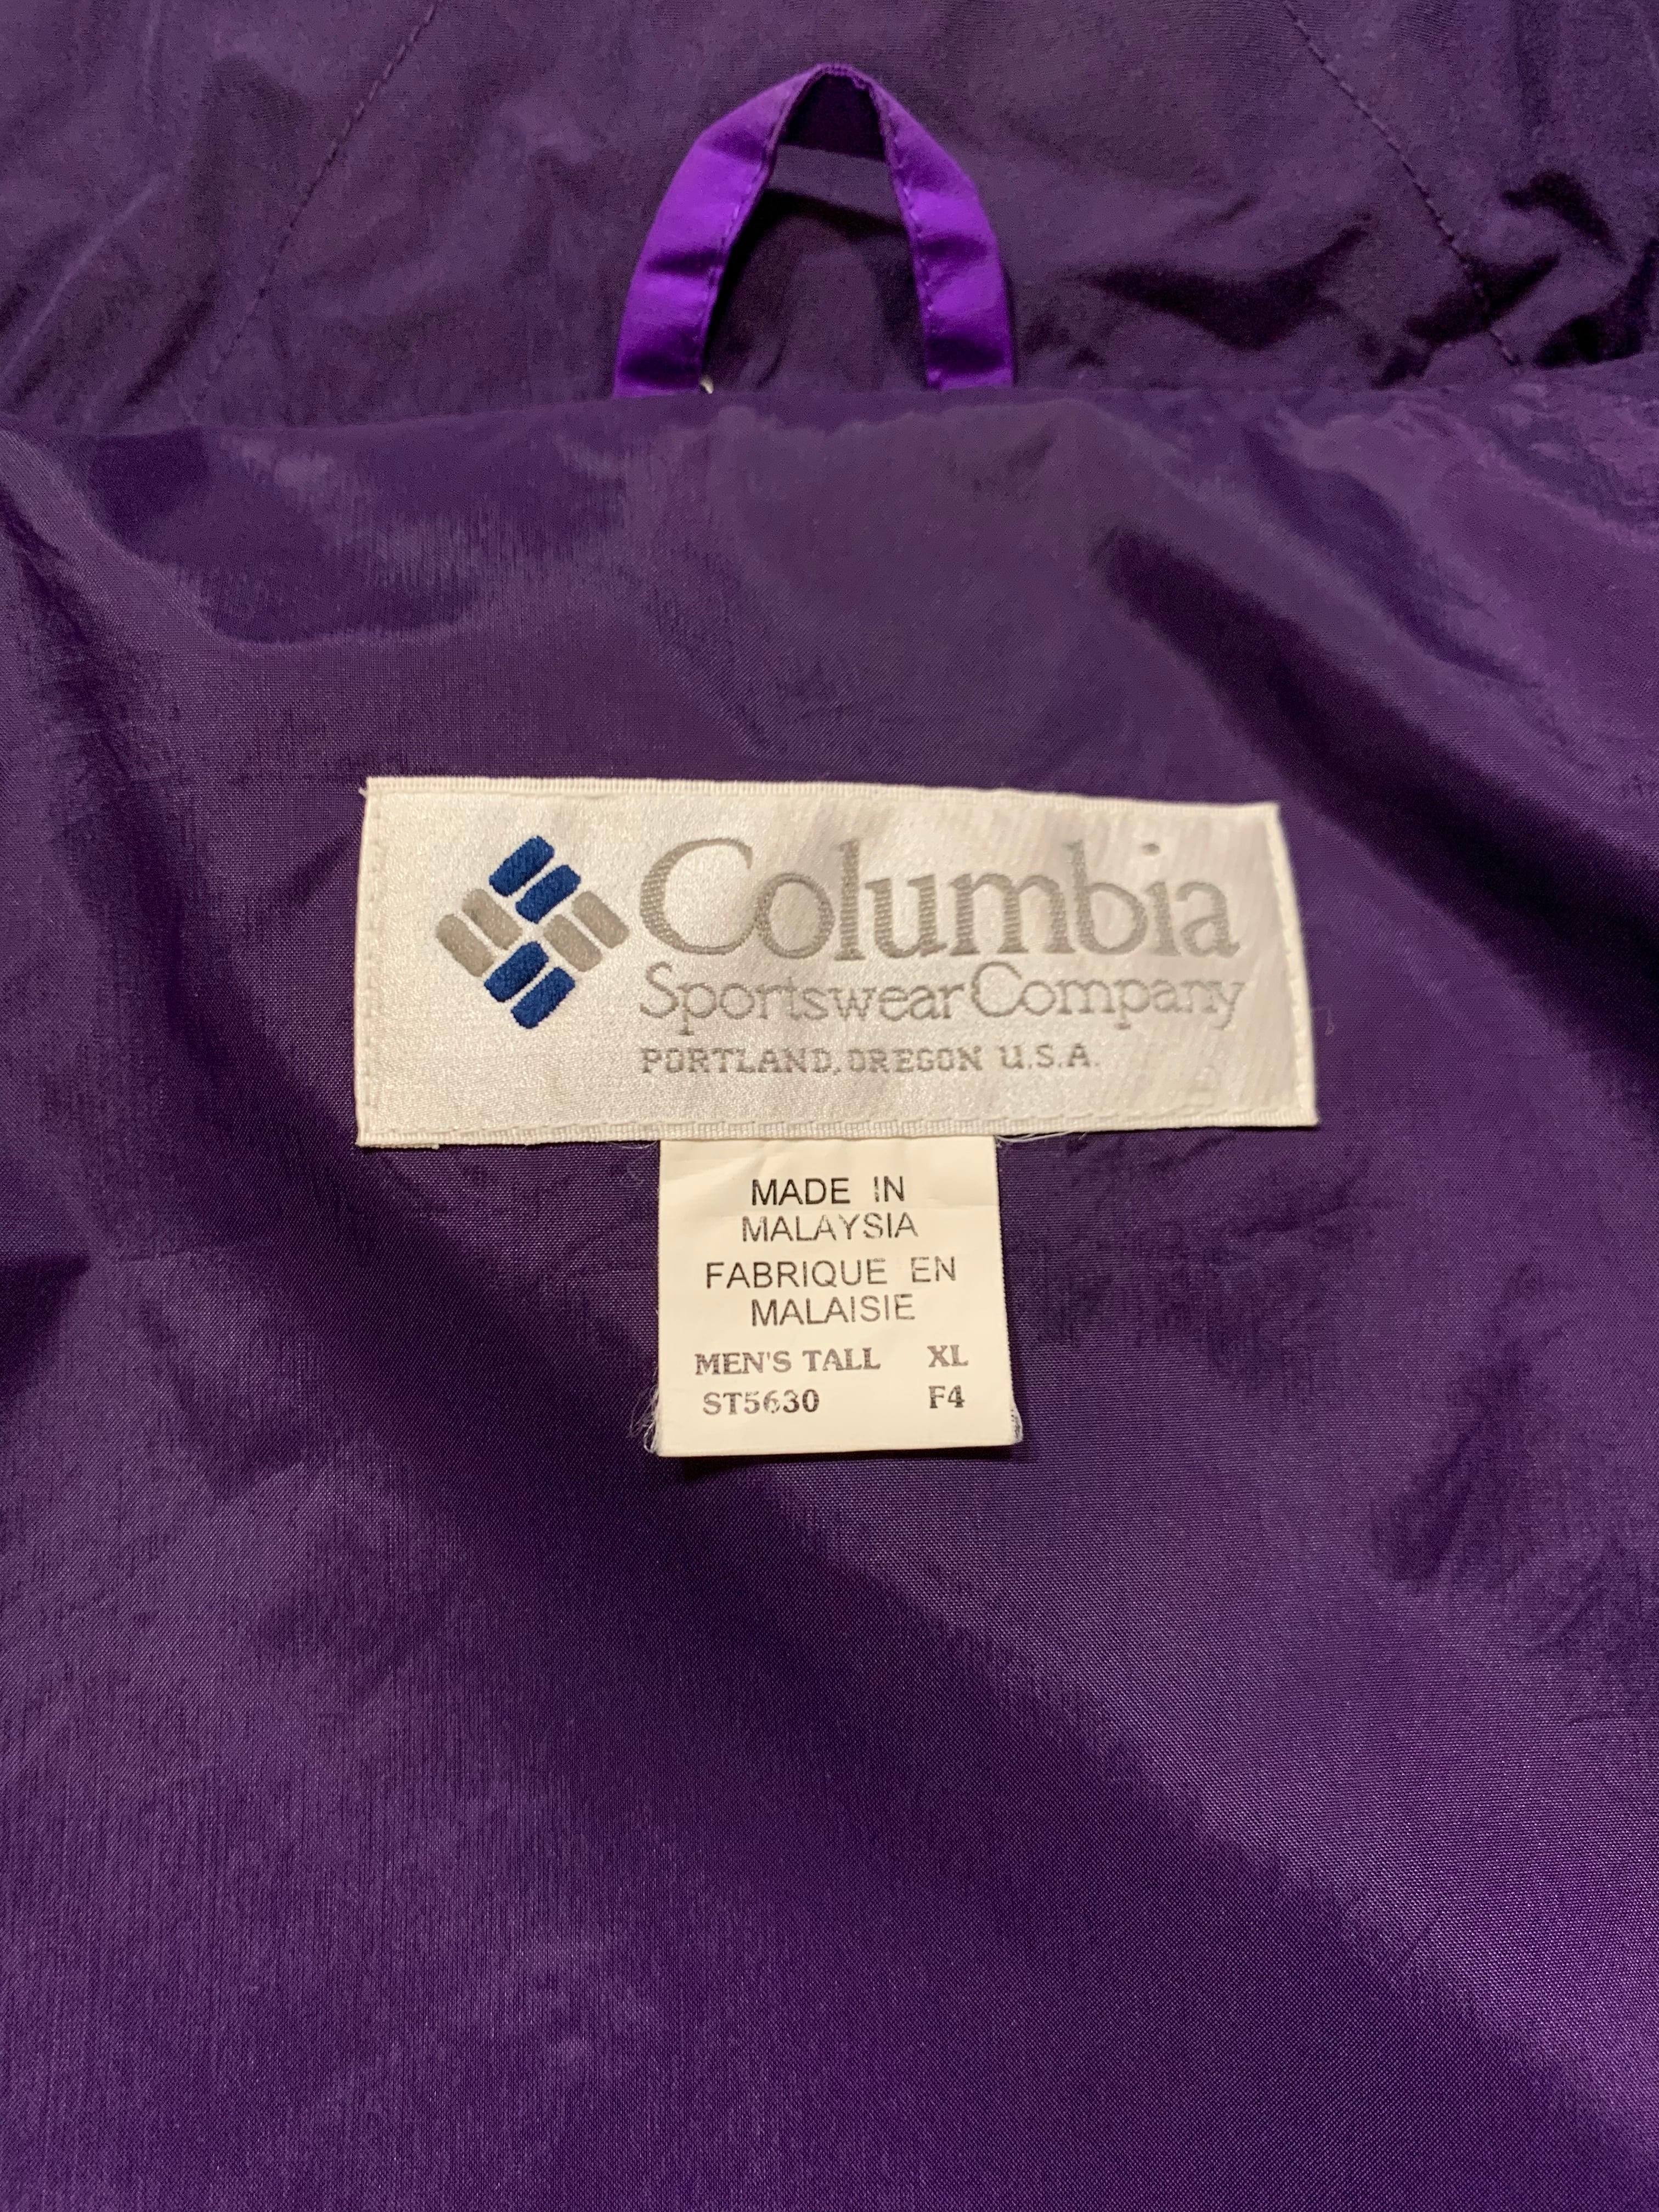 Columbia
Sportswear Company
PORTLAND, OREGON U.S.A.
MADE IN
MALAYSIA
FABRIQUE EN
MALAISIE
MEN'S TALL XL
ST5630 F4